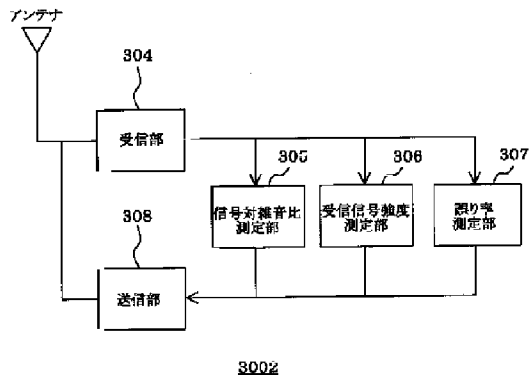 アンテナ
304
受信部
305
306
307
信号対雑音比
測定部
受信信号強度
測定部
誤り率
測定部
308
送信部
3002